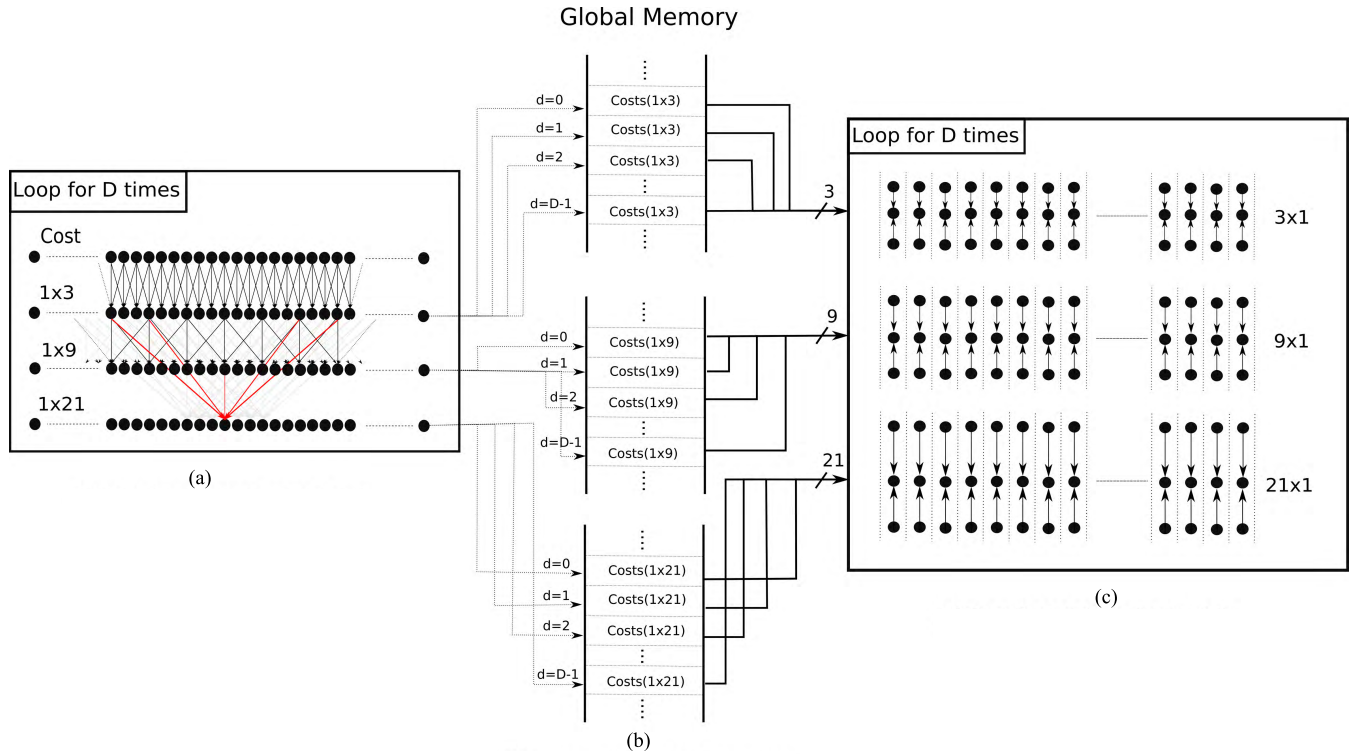 Global Memory
Loop for D times
Cost
1x3
1x9
1x21
(a)
d=0
d=1
d=2
d=D-1
Costs(1x3)
Costs(1x3)
Costs(1x3)
Costs(1x3)
d=0
d=1
d=2
d=D-1
Costs(1x9)
Costs(1x9)
Costs(1x9)
Costs(1x9)
d=0
d=1
d=2
d=D-1
Costs(1x21)
Costs(1x21)
Costs(1x21)
Costs(1x21)
(b)
3
9
21
Loop for D times
3x1
9x1
21x1
(c)